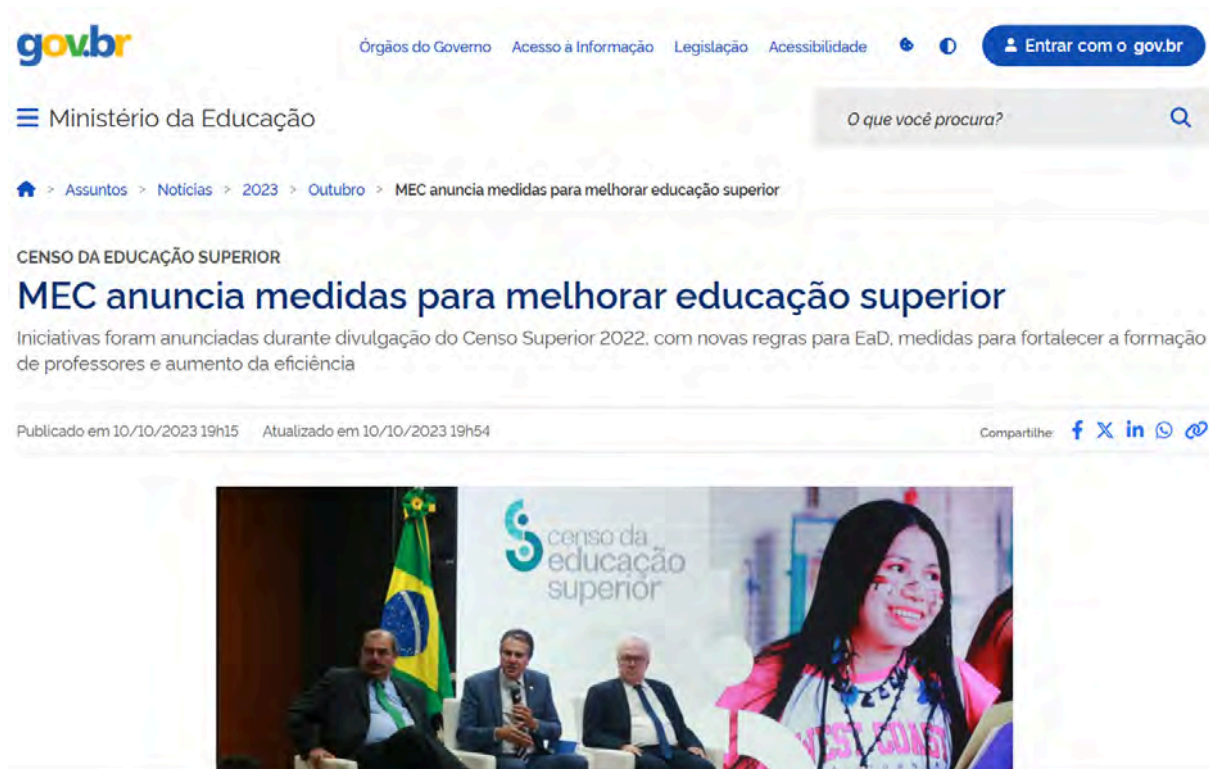 gov.br
Órgãos do Governo Acesso à Informação Legislação Acessibilidade Entrar com o gov.br
Ministério da Educação O que você procura?
> Assuntos > Notícias > 2023 > Outubro > MEC anuncia medidas para melhorar educação superior
CENSO DA EDUCAÇÃO SUPERIOR
MEC anuncia medidas para melhorar educação superior
Iniciativas foram anunciadas durante divulgação do Censo Superior 2022, com novas regras para EaD, medidas para fortalecer a formação
de professores e aumento da eficiência
Publicado em 10/10/2023 19h15 Atualizado em 10/10/2023 19h54 Compartilhe:
censo da
educação
superior
WEST COAST